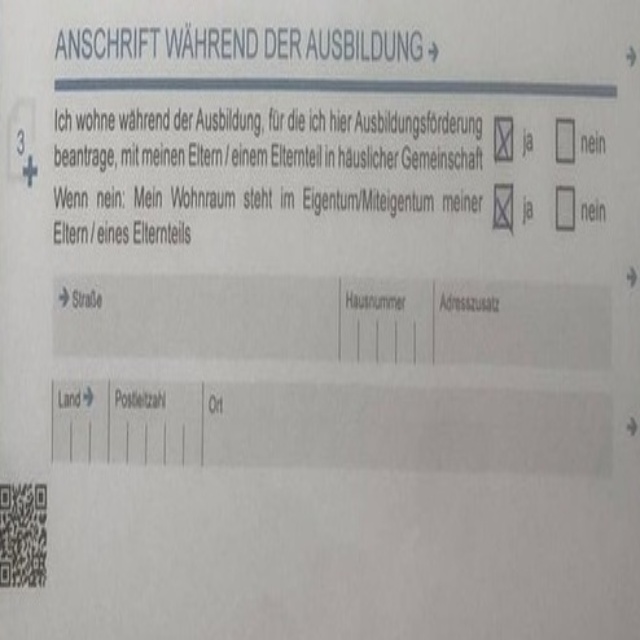 ANSCHRIFT WÄHREND DER AUSBILDUNG →
3
Ich wohne während der Ausbildung, für die ich hier Ausbildungsförderung
beantrage, mit meinen Eltern / einem Elternteil in häuslicher Gemeinschaft
ja
nein
Wenn nein: Mein Wohnraum steht im Eigentum/Miteigentum meiner
Eltern / eines Elternteils
ja
nein
→ Straße
Hausnummer
Adresszusatz
Land →
Postleitzahl
Ort